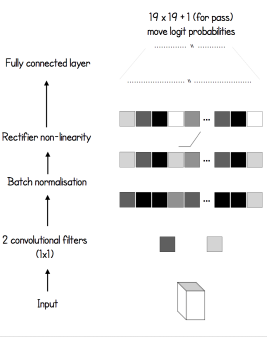 19 x 19 + 1 (for pass)
move logit probabilities
Fully connected layer
Rectifier non-linearity
Batch normalisation
2 convolutional filters
(1x1)
Input